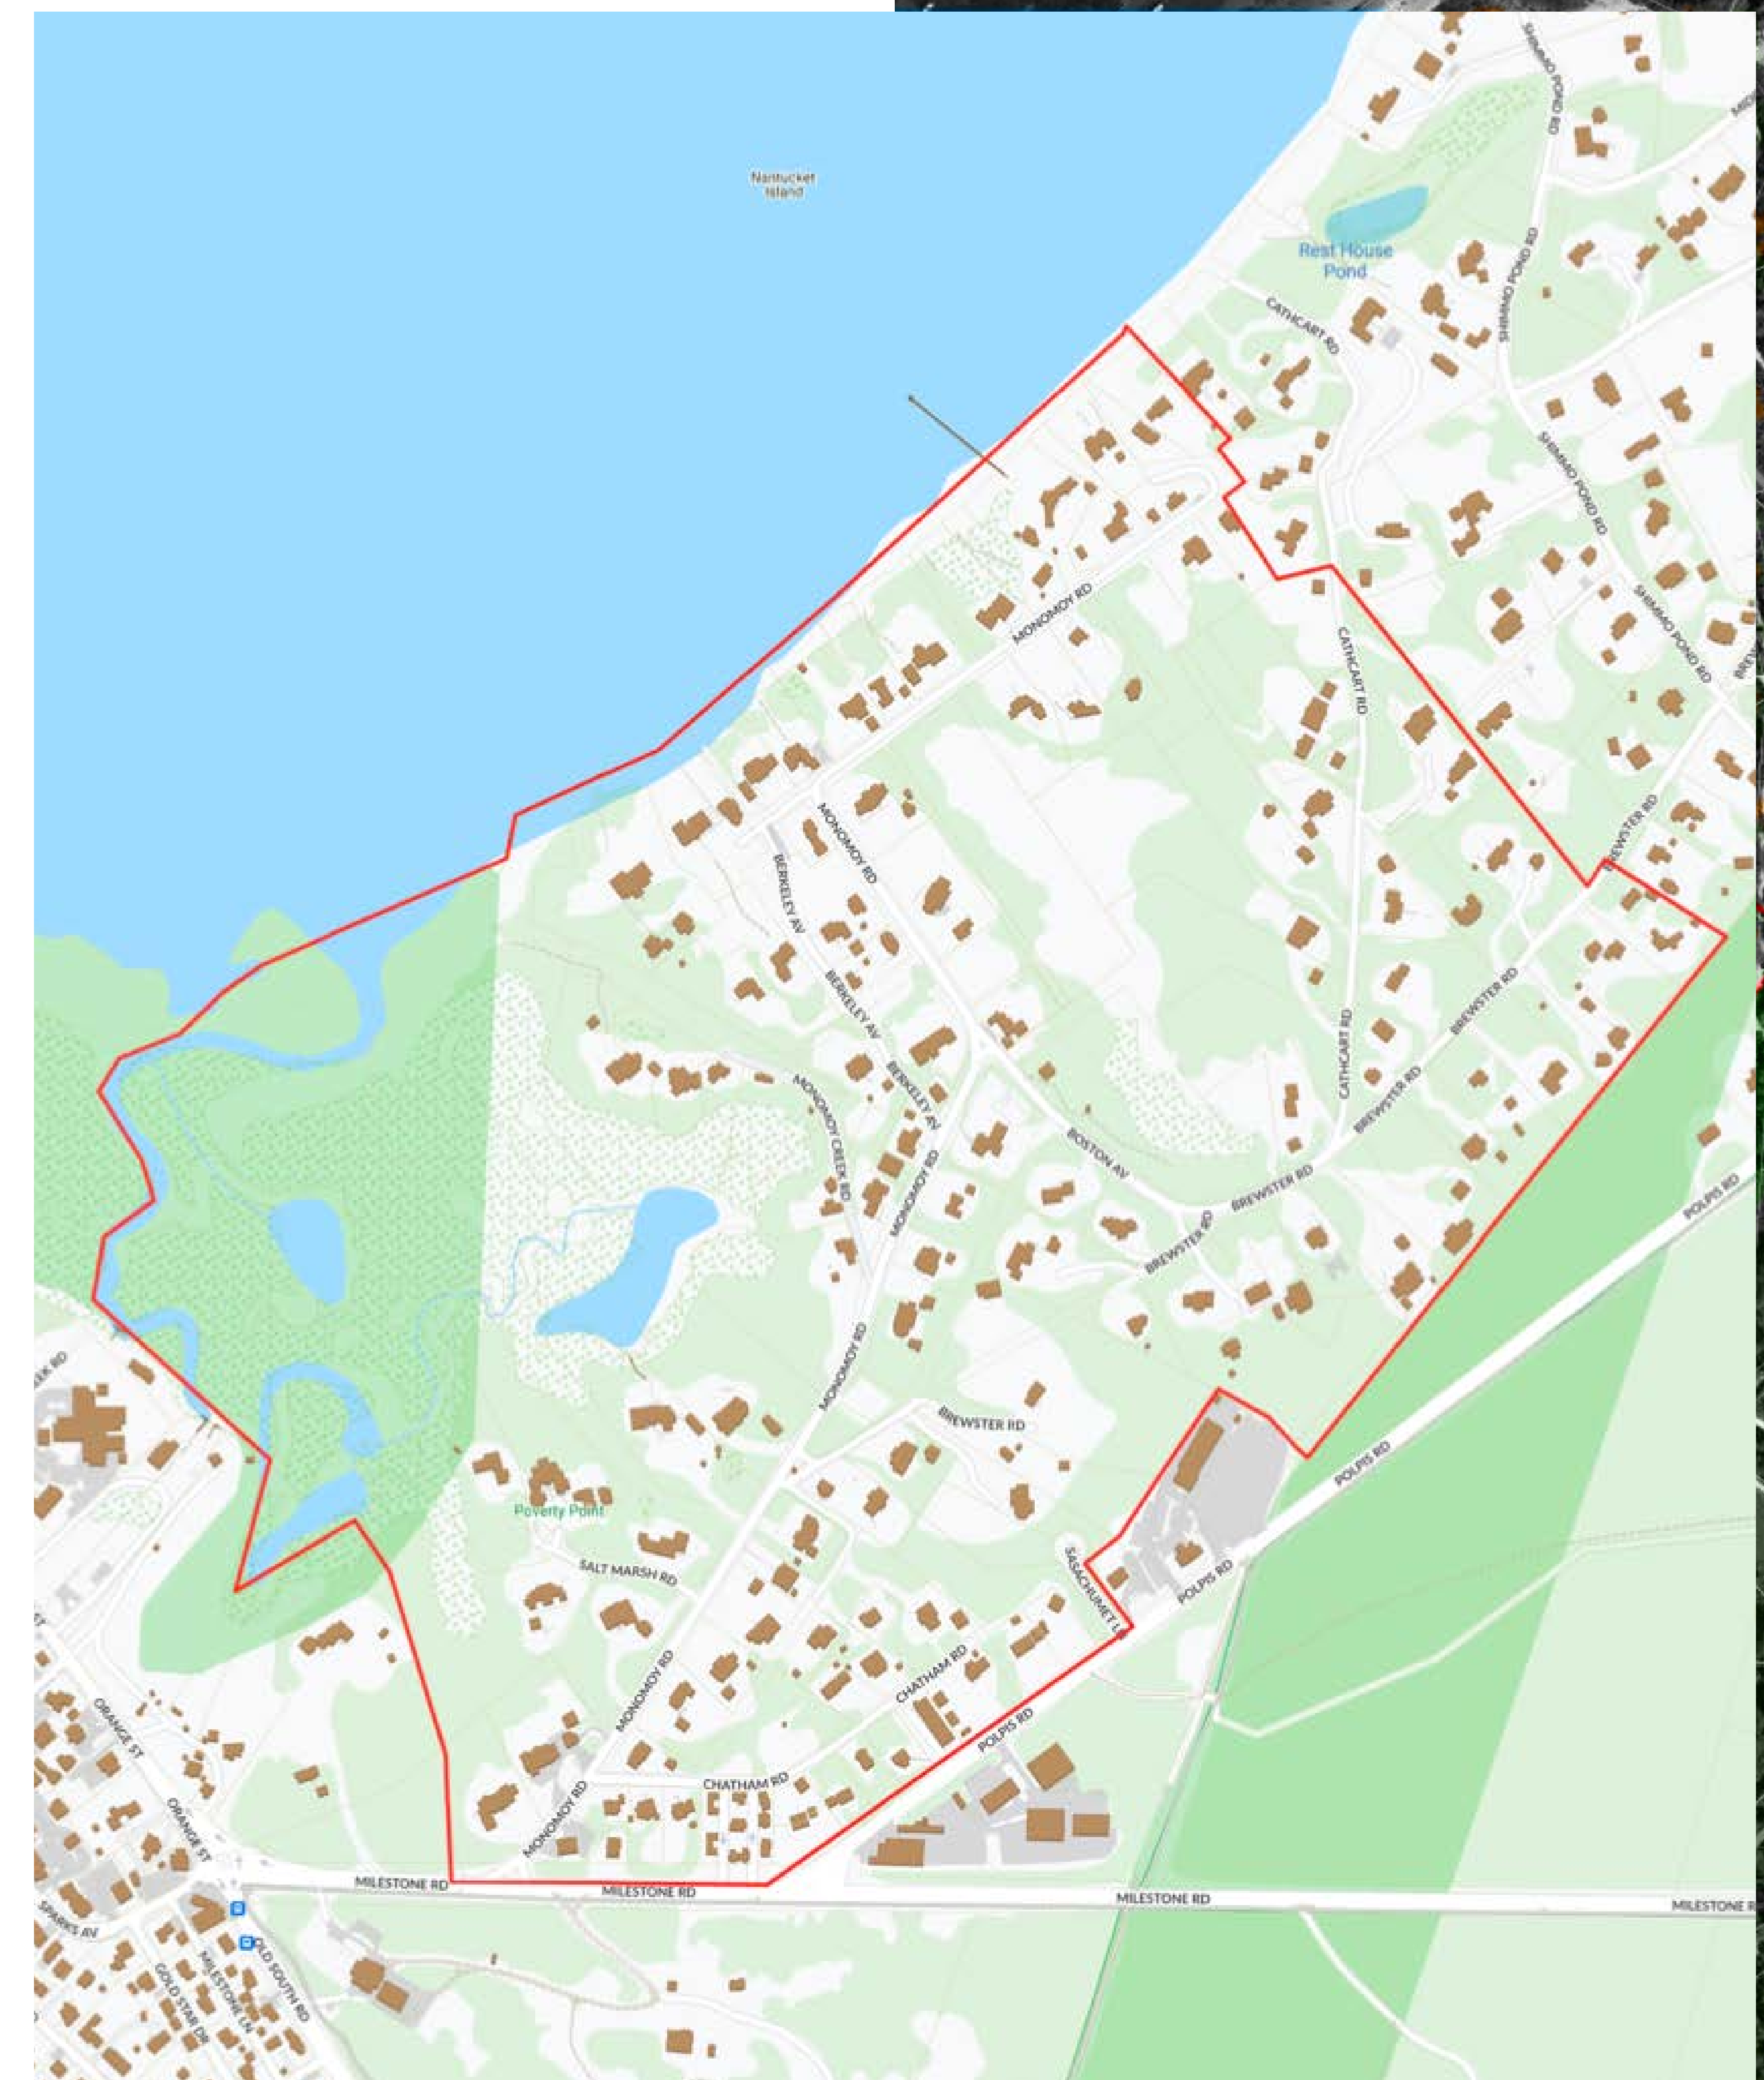 SHIMMO POND RD
Nantucket
Island
SHIMMO POND RD
Rest House
Pond
CATHCART RD
SHIMMO POND RD
MONOMOY RD
SHIMMO POND RD
CATHCART RD
MONOMOY RD
BREWSTER RD
BERKELEY AV
BERKELEY AV
BREWSTER RD
CATHCART RD
BERKELEY AV
MONOMOY CREEK RD
BREWSTER RD
BOSTON AV
MONOMOY RD
BREWSTER RD
POLPIS RD
BREWSTER RD
MONOMOY RD
BREWSTER RD
POLPIS RD
Poverty Point
SALT MARSH RD
SASACHUMET L
POLPIS RD
CHATHAM RD
MONOMOY RD
ORANGE ST
POLPIS RD
CHATHAM RD
MONOMOY RD
ORANGE ST
MILESTONE RD
MILESTONE RD
MILESTONE RD
MILESTONE R
SPARKS AV
OLD SOUTH RD
MILESTONE LN
GOLD STAR DR